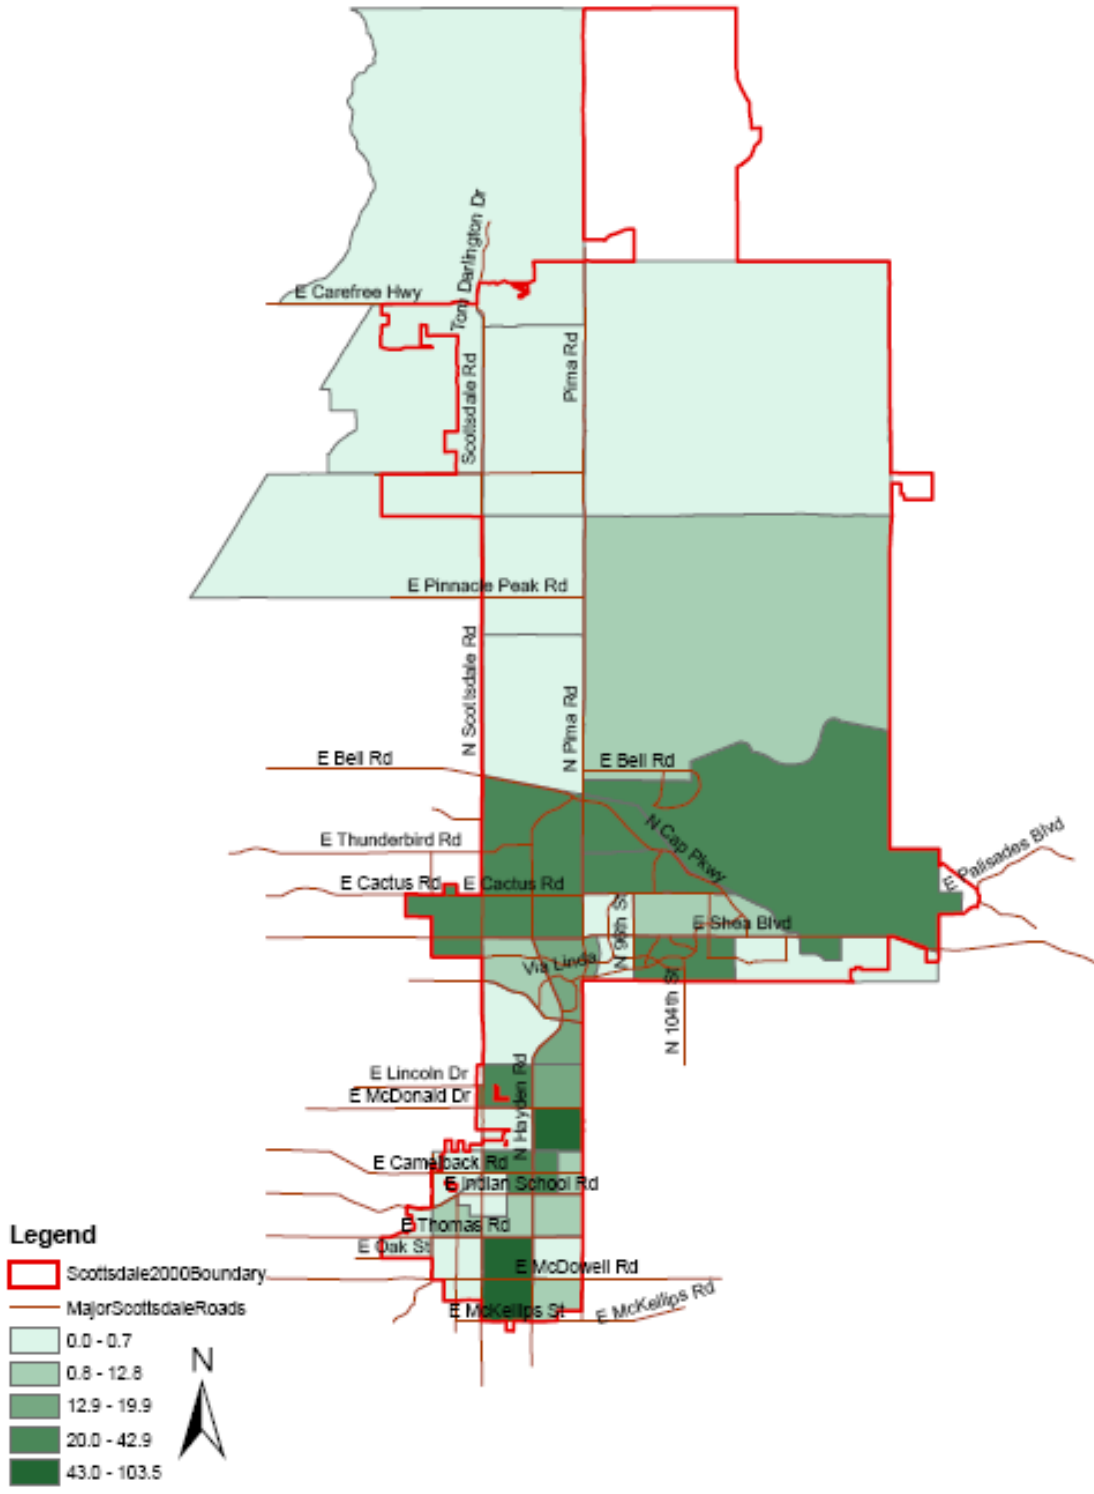 Tom Darlington Dr
E Carefree Hwy
Scottsdale Rd
Pima Rd
E Pinnacle Peak Rd
N Scottsdale Rd
N Pima Rd
E Bell Rd
E Bell Rd
N Cap Pkwy
E Thunderbird Rd
E Palisades Blvd
E Cactus Rd
E Cactus Rd
N 96th St
E Shea Blvd
Via Linda
N 104th St
E Lincoln Dr
E McDonald Dr
N Hayden Rd
E Camelback Rd
E Indian School Rd
E Thomas Rd
E Oak St
E McDowell Rd
E McKellips St
E McKellips Rd
Legend
Scottsdale2000Boundary
MajorScottsdaleRoads
0.0 - 0.7
0.8 - 12.8
12.9 - 19.9
20.0 - 42.9
43.0 - 103.5
N